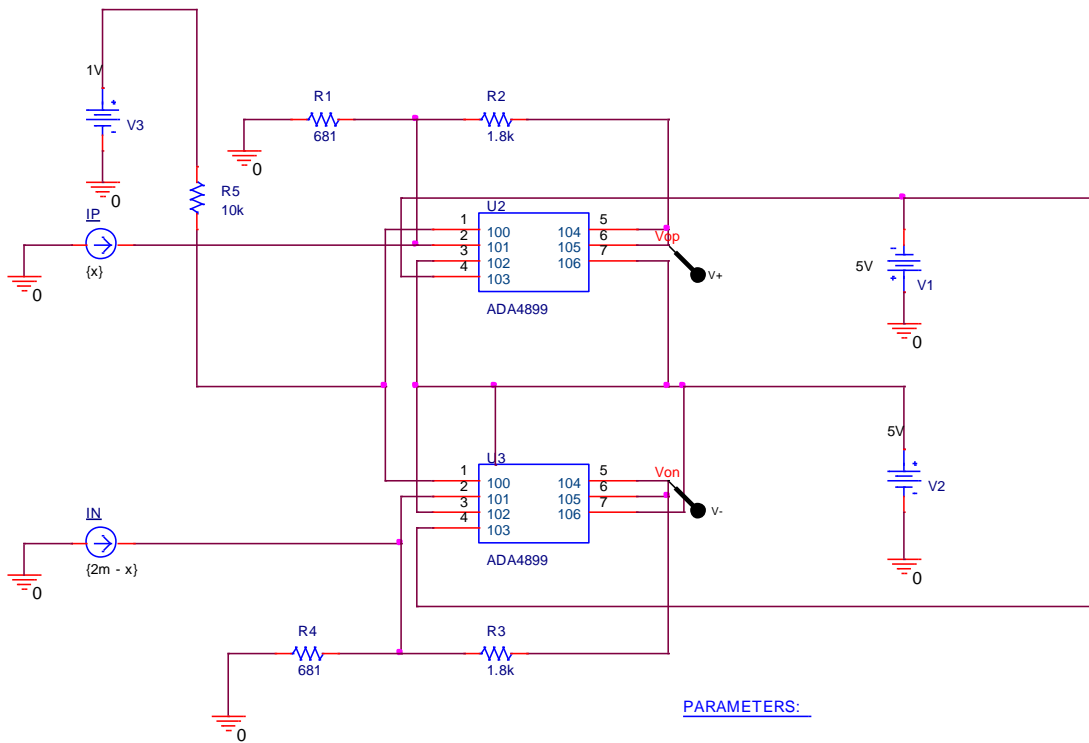 1V
V3
0
R1
681
R2
1.8k
0
R5
10k
IP
{x}
0
U2
1 100 104 5
2 101 105 6
3 102 106 7
4 103
ADA4899
Vop
V+
5V
V1
0
5V
V2
0
U3
1 100 104 5
2 101 105 6
3 102 106 7
4 103
ADA4899
Von
V-
IN
{2m - x}
0
R4
681
R3
1.8k
0
PARAMETERS: